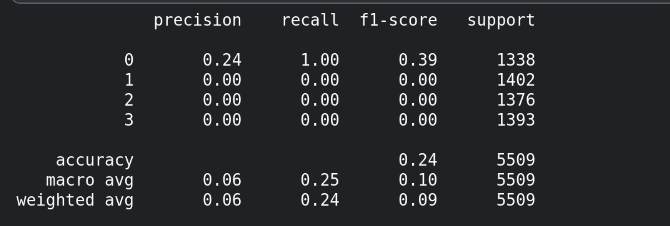 precision recall f1-score support
0 0.24 1.00 0.39 1338
1 0.00 0.00 0.00 1402
2 0.00 0.00 0.00 1376
3 0.00 0.00 0.00 1393
accuracy 0.24 5509
macro avg 0.06 0.25 0.10 5509
weighted avg 0.06 0.24 0.09 5509